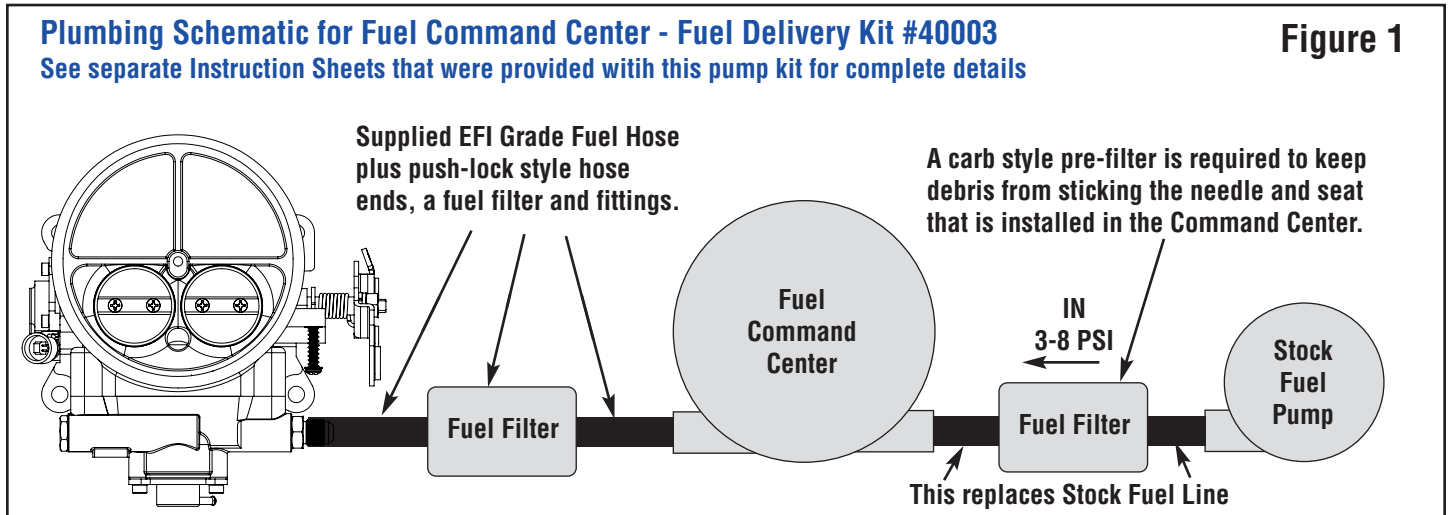 Plumbing Schematic for Fuel Command Center - Fuel Delivery Kit #40003
See separate Instruction Sheets that were provided witih this pump kit for complete details
Figure 1
Supplied EFI Grade Fuel Hose
plus push-lock style hose
ends, a fuel filter and fittings.
A carb style pre-filter is required to keep
debris from sticking the needle and seat
that is installed in the Command Center.
Fuel
Command
Center
IN
3-8 PSI
Stock
Fuel
Pump
Fuel Filter
Fuel Filter
This replaces Stock Fuel Line